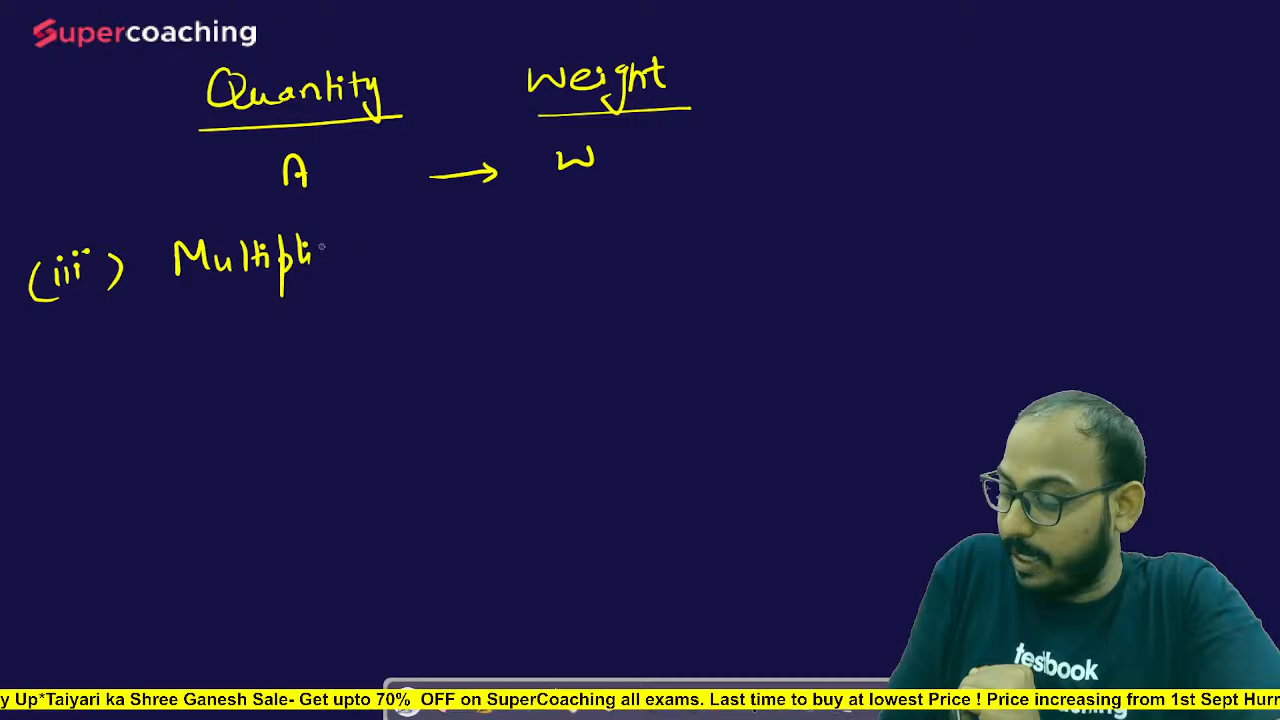 Supercoaching
Quantity Weight
A → W
(iii) Multipli
testbook
y Up*Taiyari ka Shree Ganesh Sale- Get upto 70% OFF on SuperCoaching all exams. Last time to buy at lowest Price ! Price increasing from 1st Sept Hurr